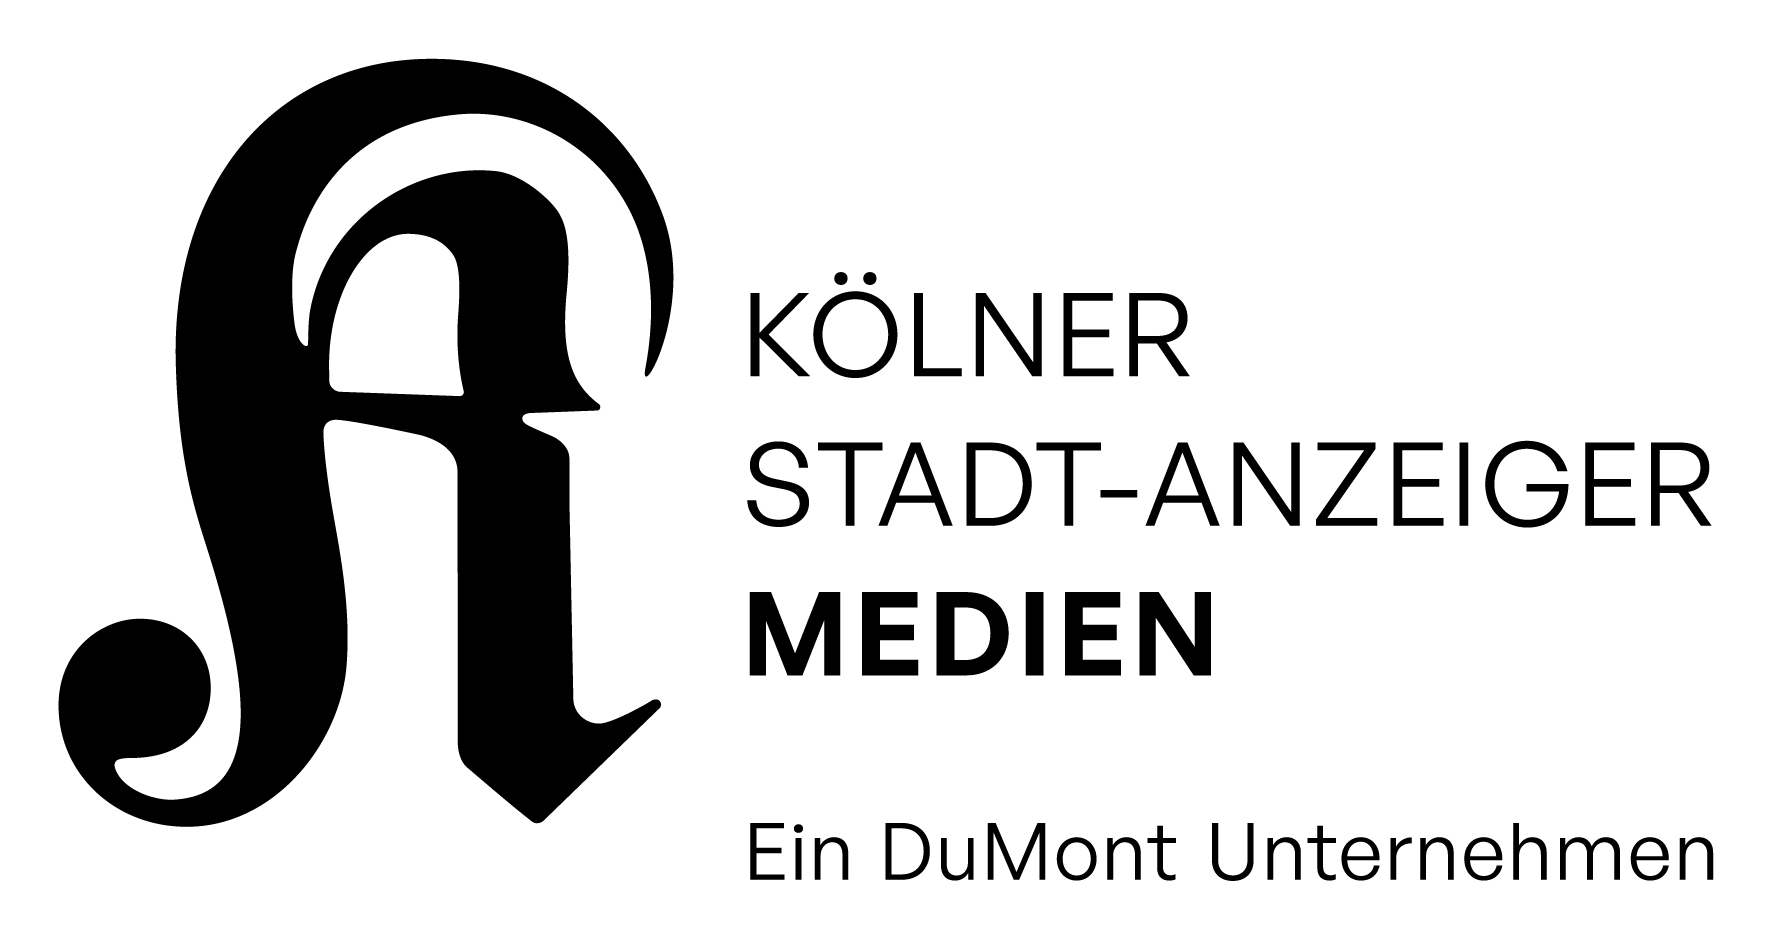 K
KÖLNER
STADT-ANZEIGER
MEDIEN
Ein DuMont Unternehmen